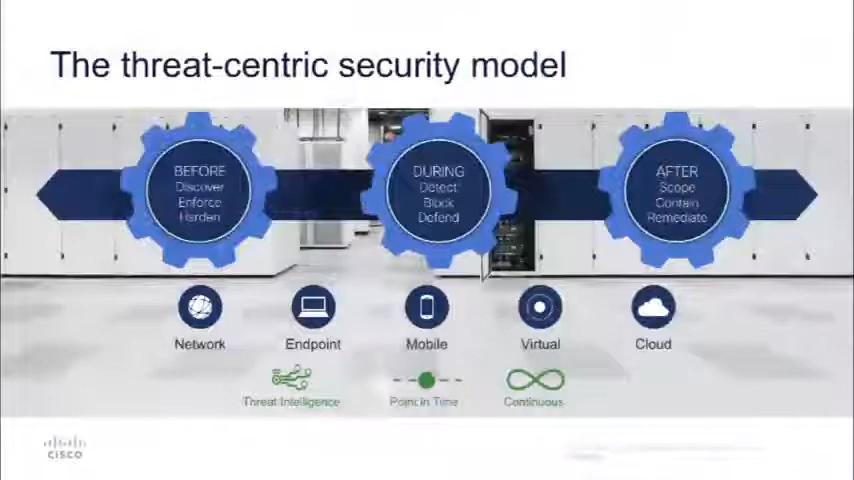 The threat-centric security model
BEFORE
Discover
Enforce
Harden
DURING
Detect
Block
Defend
AFTER
Scope
Contain
Remediate
Network
Endpoint
Mobile
Virtual
Cloud
Threat Intelligence
Point in Time
Continuous
CISCO